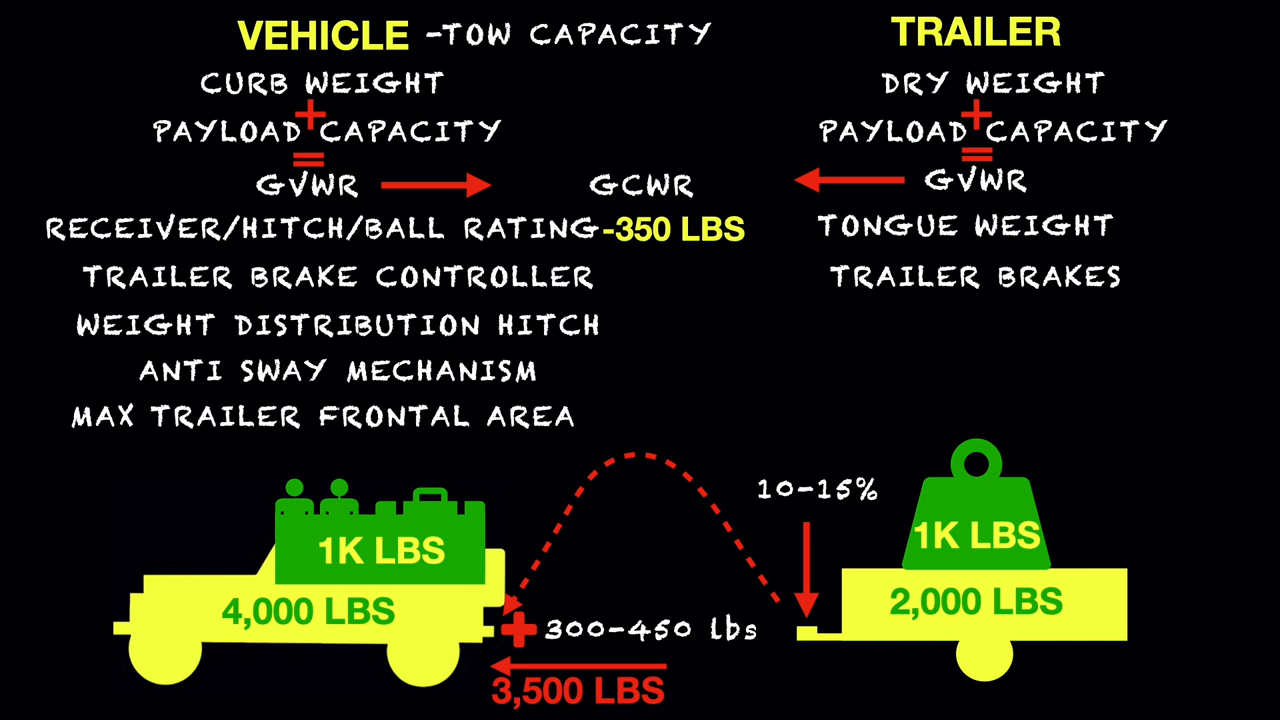 VEHICLE -TOW CAPACITY
CURB WEIGHT
+
PAYLOAD CAPACITY
=
GVWR
GCWR
RECEIVER/HITCH/BALL RATING-350 LBS
TRAILER BRAKE CONTROLLER
WEIGHT DISTRIBUTION HITCH
ANTI SWAY MECHANISM
MAX TRAILER FRONTAL AREA
TRAILER
DRY WEIGHT
+
PAYLOAD CAPACITY
=
GVWR
TONGUE WEIGHT
TRAILER BRAKES
1K LBS
4,000 LBS
+ 300-450 lbs
3,500 LBS
10-15%
1K LBS
2,000 LBS